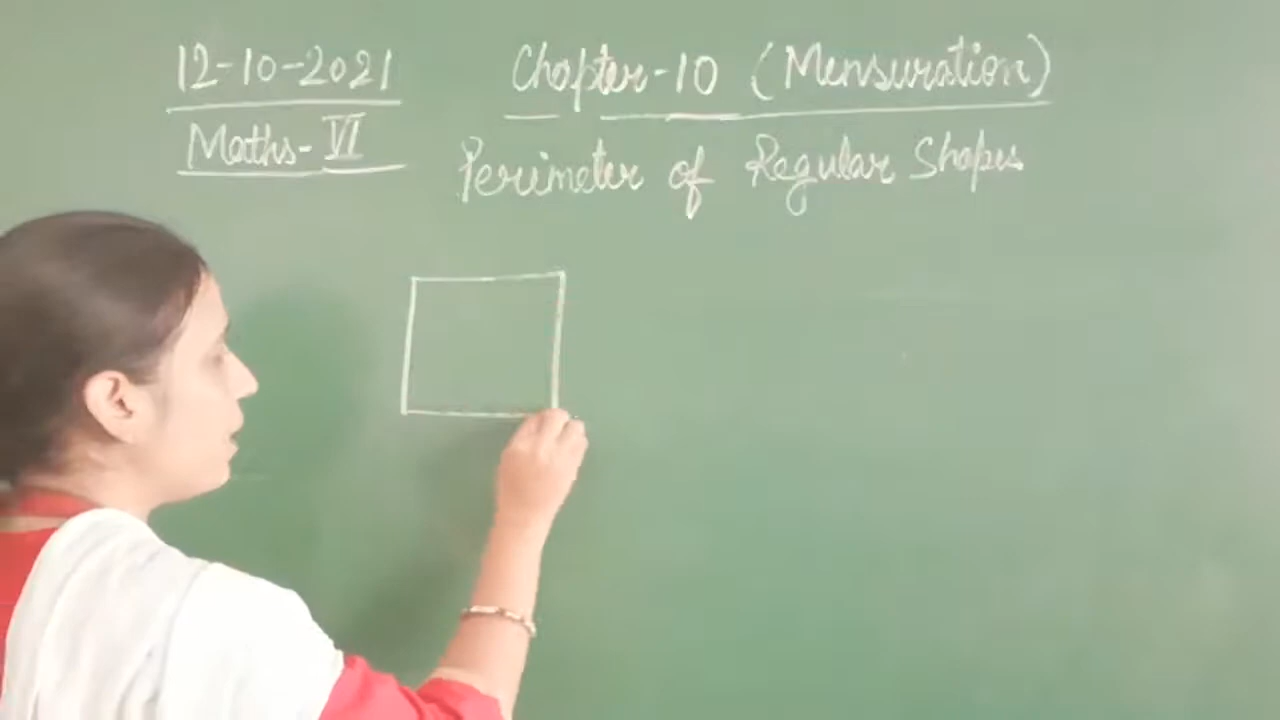 12-10-2021
Chapter-10 (Mensuration)
Maths-VI
Perimeter of Regular Shapes